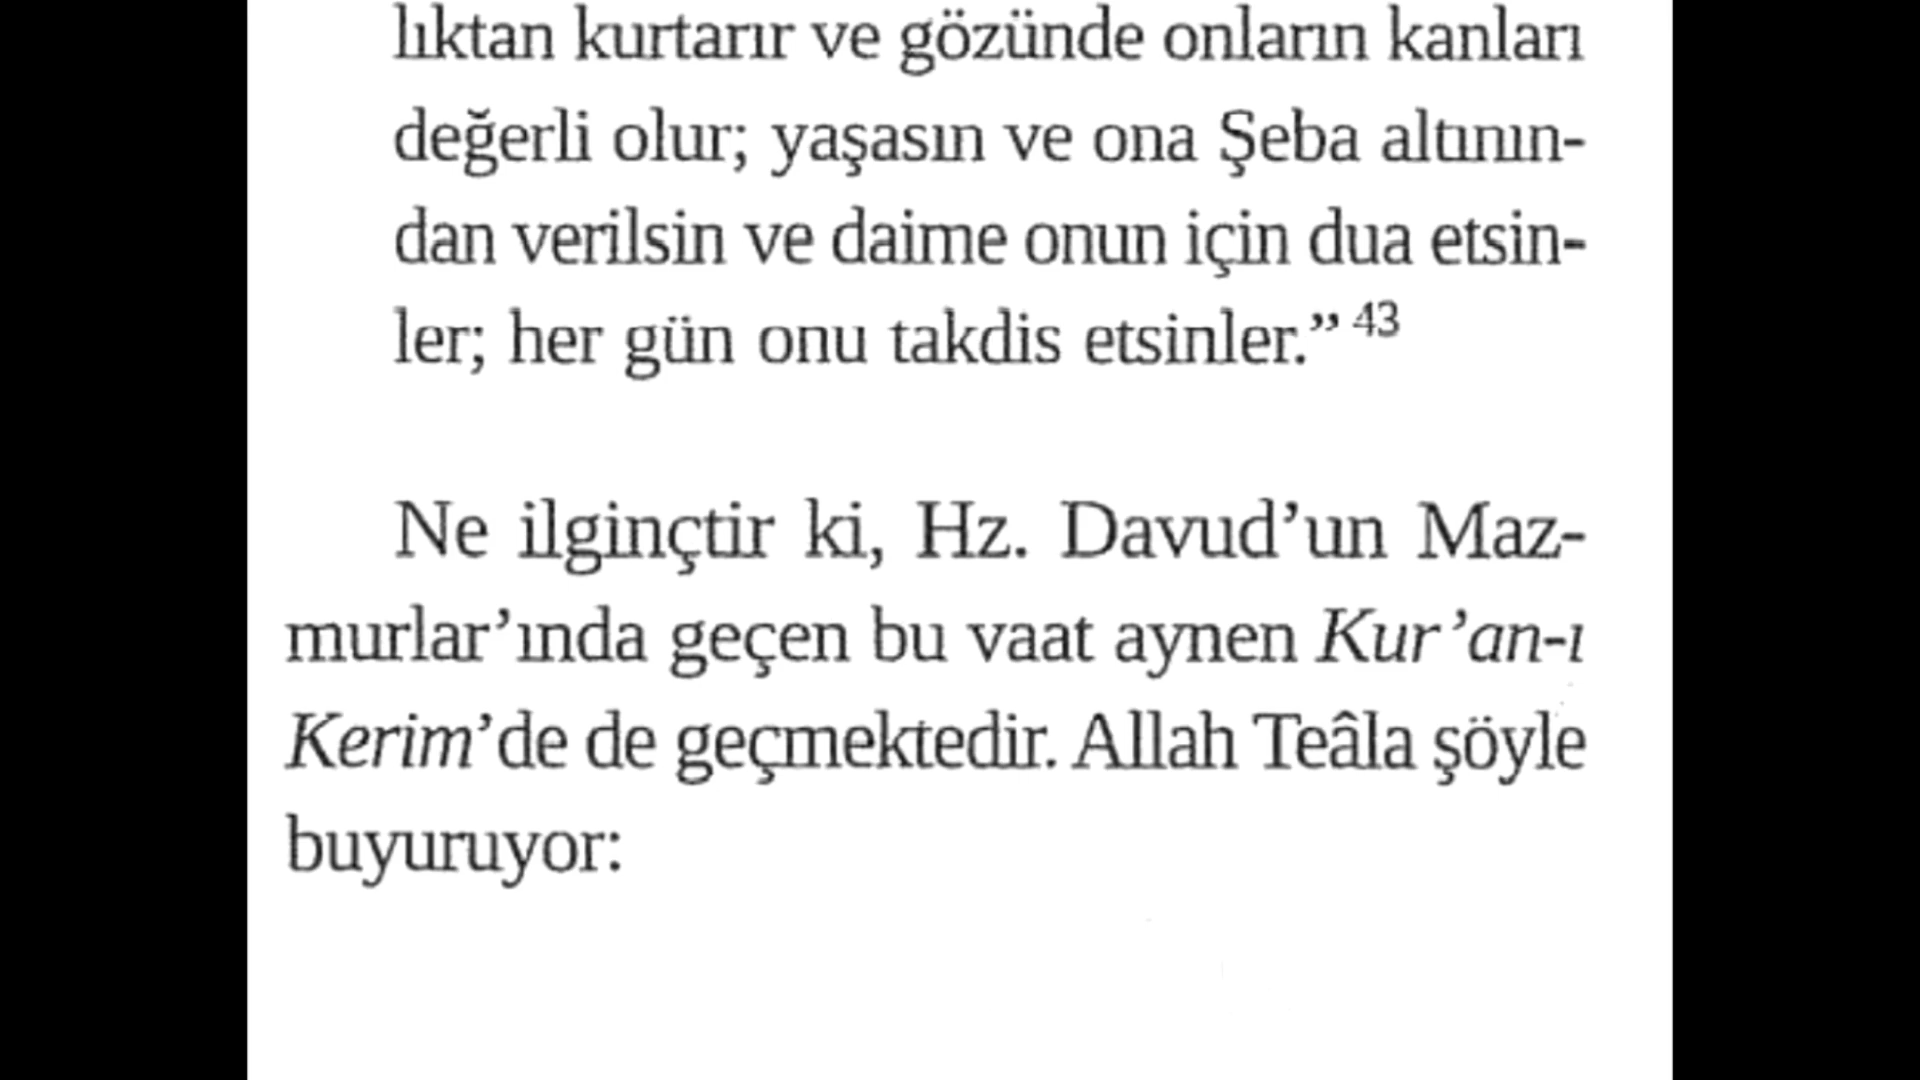 lıktan kurtarır ve gözünde onların kanları
değerli olur; yaşasın ve ona Şeba altının-
dan verilsin ve daime onun için dua etsin-
ler; her gün onu takdis etsinler.” 43
Ne ilginçtir ki, Hz. Davud’un Maz-
murlar’ında geçen bu vaat aynen Kur’an-ı
Kerim’de de geçmektedir. Allah Teâla şöyle
buyuruyor: